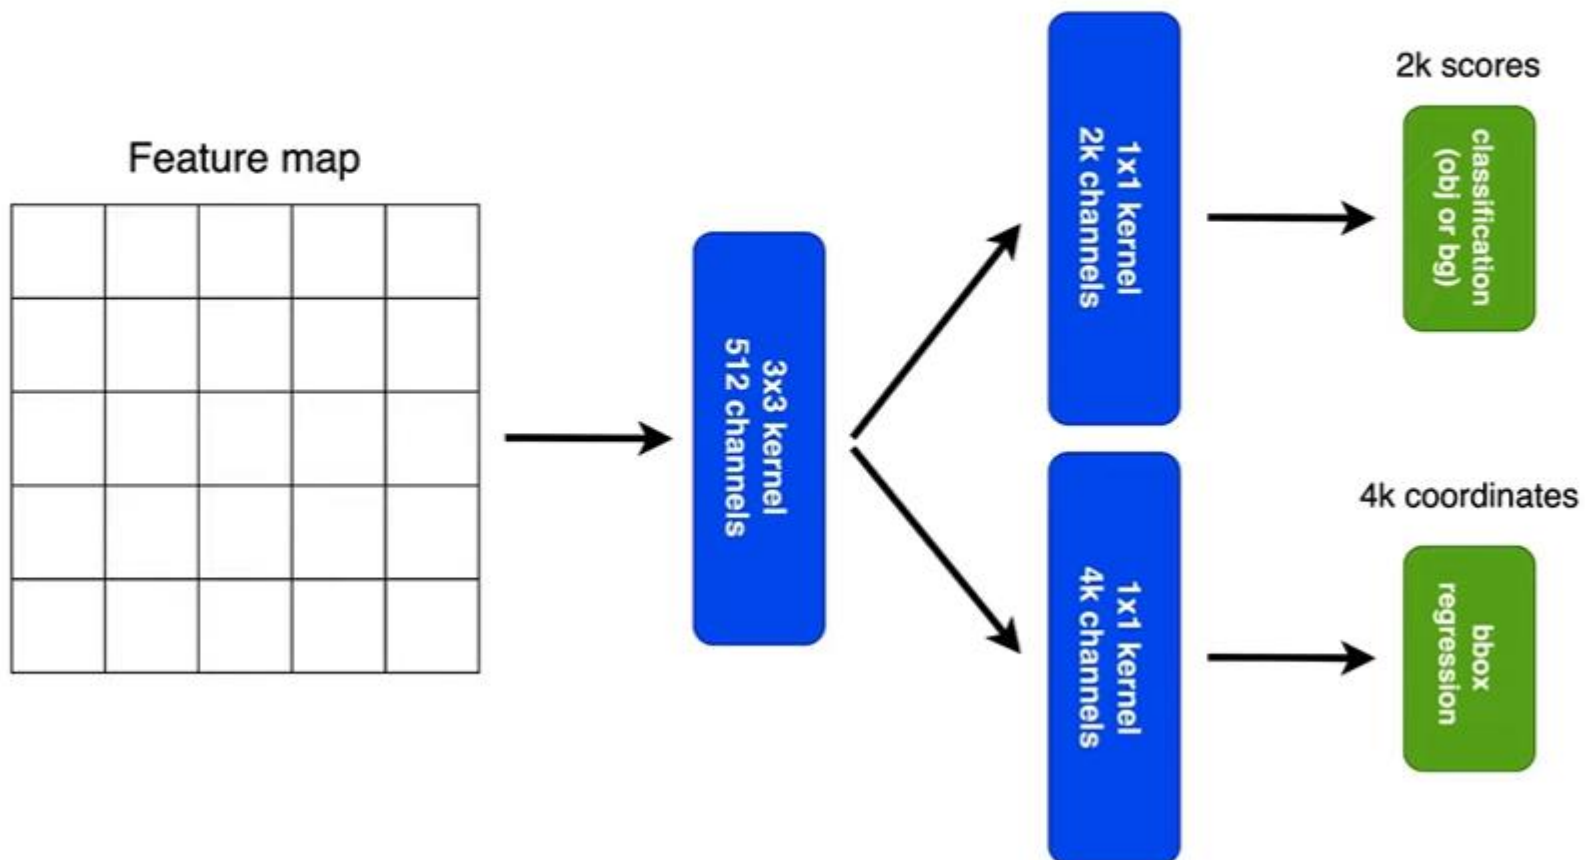 Feature map
3x3 kernel
512 channels
1x1 kernel
2k channels
2k scores
classification
(obj or bg)
1x1 kernel
4k channels
4k coordinates
bbox
regression